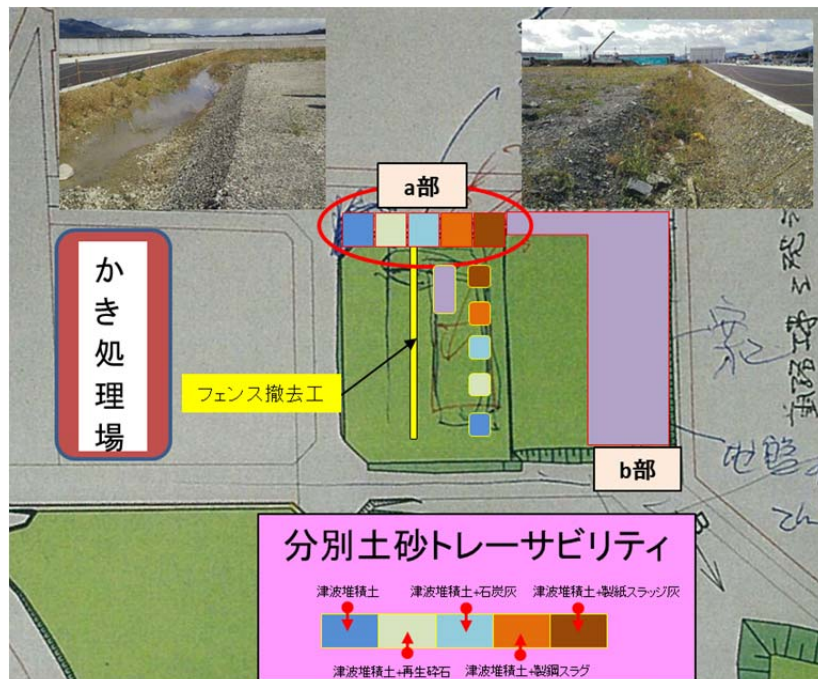 a部
かき処理場
フェンス撤去工
b部
分別土砂トレーサビリティ
津波堆積土
津波堆積土+石炭灰
津波堆積土+製紙スラッジ灰
津波堆積土+再生砕石
津波堆積土+製鋼スラグ